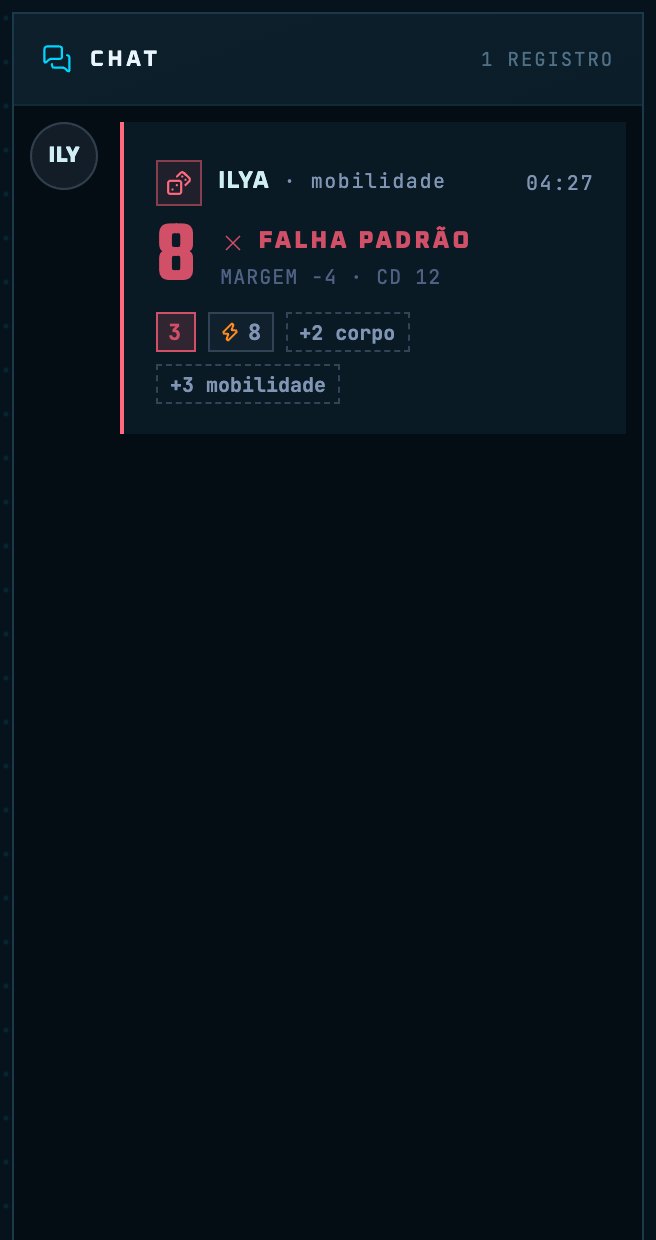 CHAT
1 REGISTRO
ILY
ILYA · mobilidade 04:27
8
× FALHA PADRÃO
MARGEM -4 · CD 12
3 8 +2 corpo
+3 mobilidade